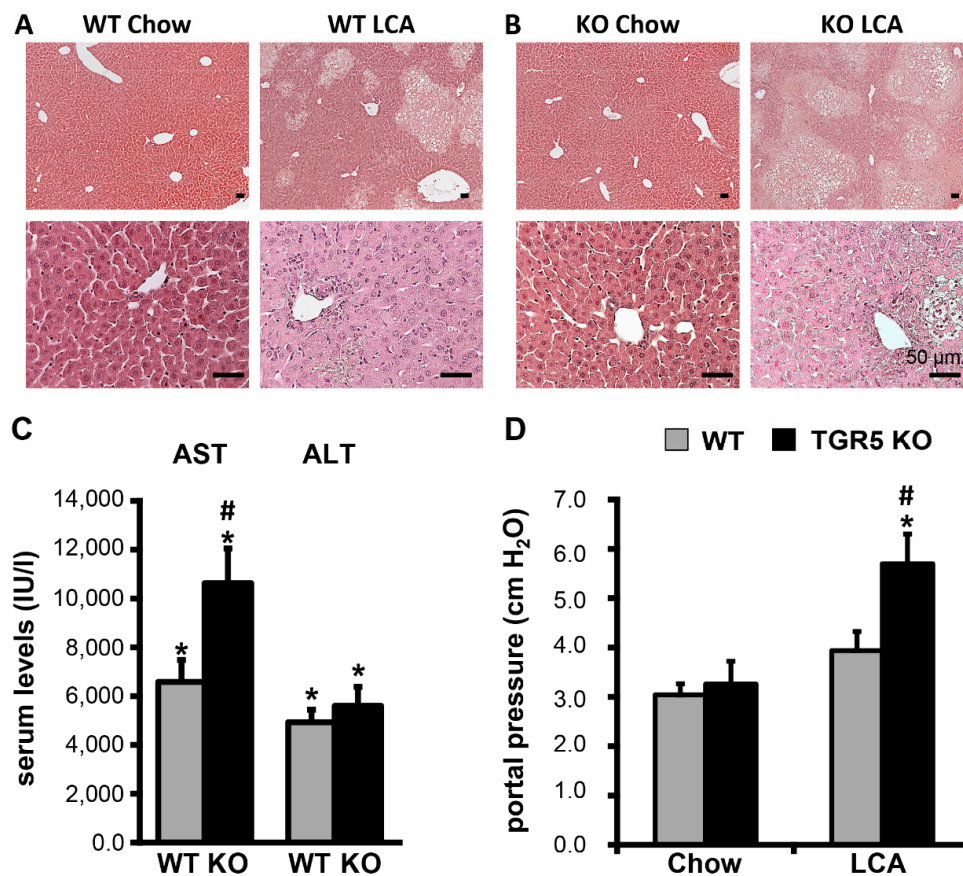 A WT Chow WT LCA B KO Chow KO LCA
50 µm
C
AST ALT
#
* * * *
14,000
12,000
10,000
8,000
6,000
4,000
2,000
0.0
serum levels (IU/l)
WT KO WT KO
D
WT TGR5 KO
#
*
7.0
6.0
5.0
4.0
3.0
2.0
1.0
0.0
portal pressure (cm H₂O)
Chow LCA